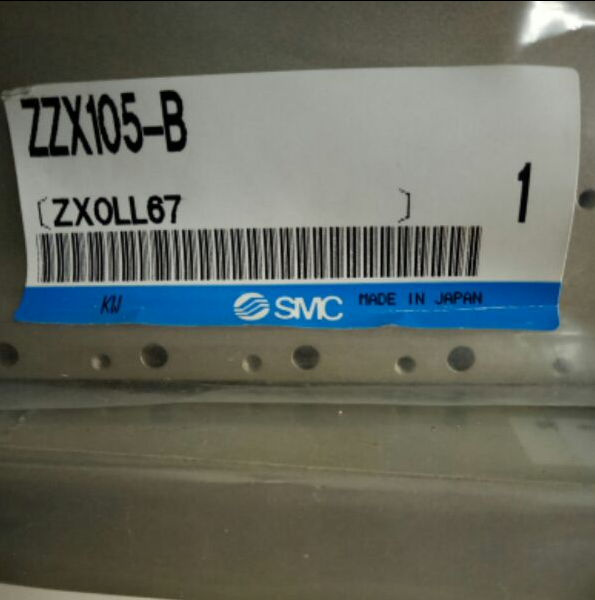 ZZX105-B
1
[ZXOLL67 ]
KW SMC MADE IN JAPAN